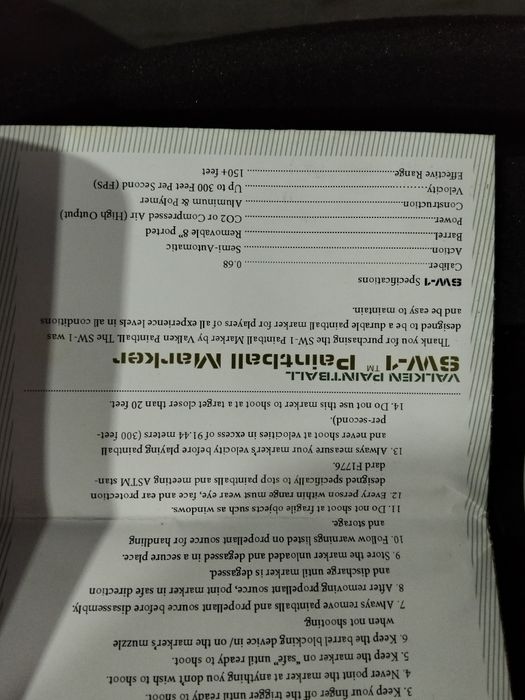 3. Keep your finger off the trigger until ready to shoot.
4. Never point the marker at anything you don't wish to shoot.
5. Keep the marker on "safe" until ready to shoot.
6. Keep the barrel blocking device in/on the marker's muzzle
when not shooting.
7. Always remove paintballs and propellant source before disassembly.
8. After removing propellant source, point marker in safe direction
and discharge until marker is degassed.
9. Store the marker unloaded and degassed in a secure place.
10. Follow warnings listed on propellant source for handling
and storage.
11. Do not shoot at fragile objects such as windows.
12. Every person within range must wear eye, face and ear protection
designed specifically to stop paintballs and meeting ASTM stan-
dard F1776.
13. Always measure your marker's velocity before playing paintball
and never shoot at velocities in excess of 91.44 meters (300 feet-
per-second).
14. Do not use this marker to shoot at a target closer than 20 feet.
VALKEN PAINTBALL
SW-1™ Paintball Marker
Thank you for purchasing the SW-1 Paintball Marker by Valken Paintball. The SW-1 was
designed to be a durable paintball marker for players of all experience levels in all conditions
and be easy to maintain.
SW-1 Specifications
Caliber 0.68
Action Semi-Automatic
Barrel Removable 8" ported
Power CO2 or Compressed Air (High Output)
Construction Aluminum & Polymer
Velocity Up to 300 Feet Per Second (FPS)
Effective Range 150+ feet